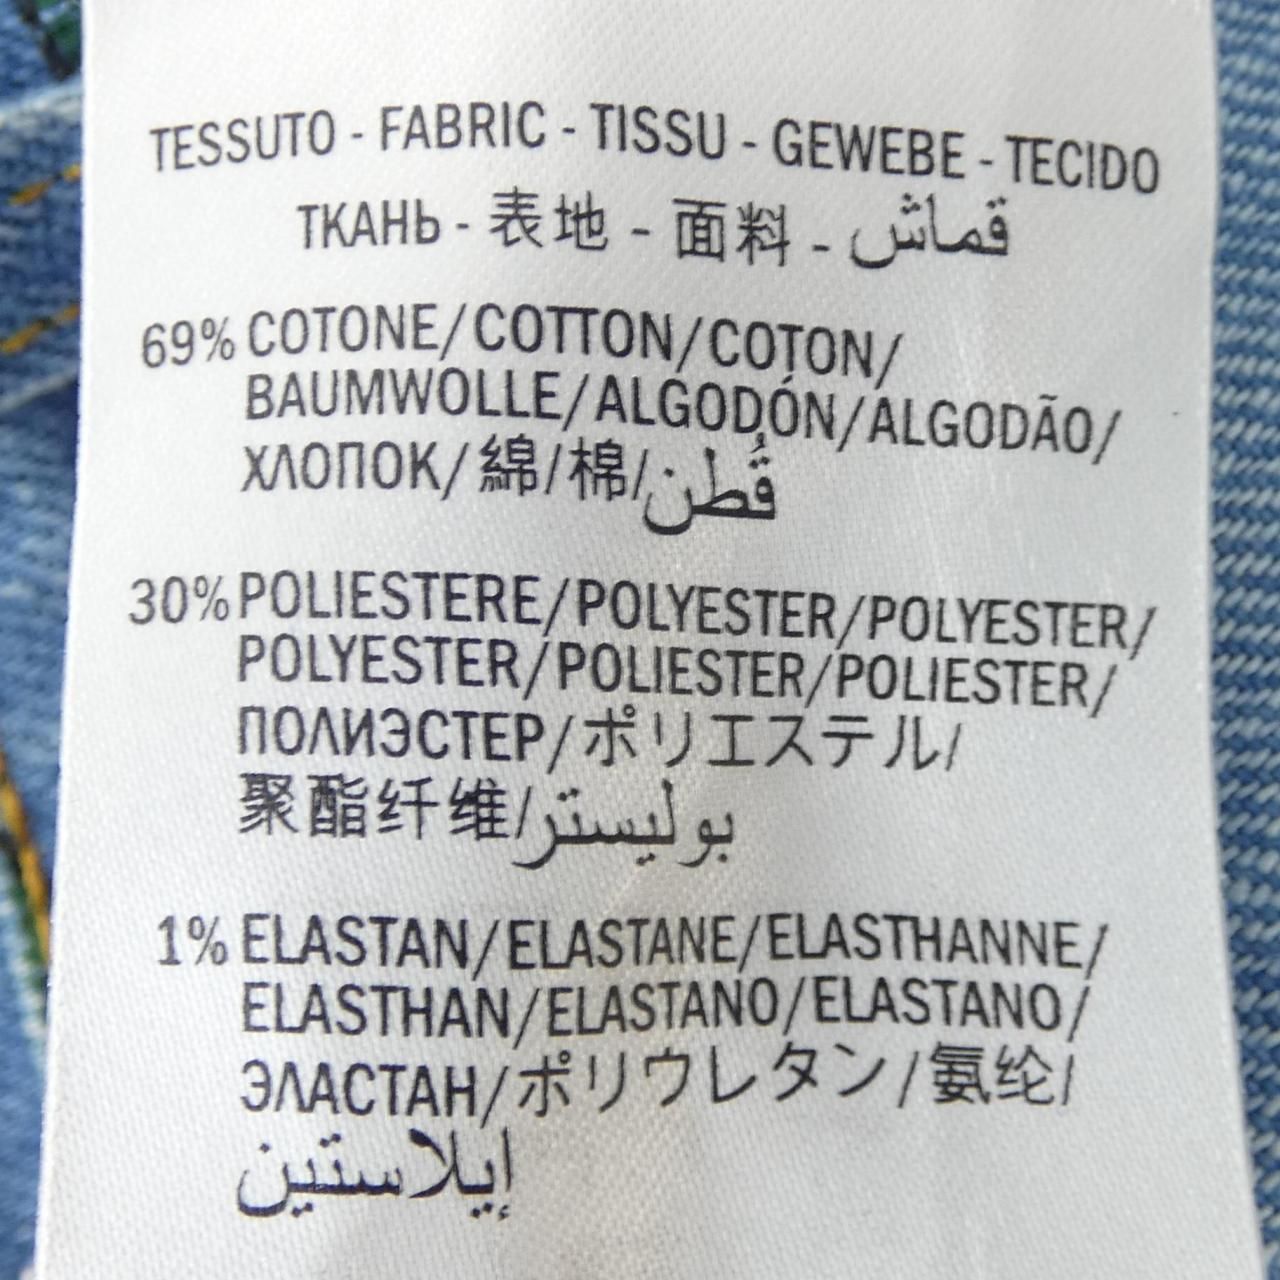 TESSUTO - FABRIC - TISSU - GEWEBE - TECIDO
ТКАНЬ - 表地 - 面料 - قماش
69% COTONE/COTTON/COTON/
BAUMWOLLE/ALGODÓN/ALGODÃO/
ХЛОПОК/綿/棉/قُطن
30% POLIESTERE/POLYESTER/POLYESTER/
POLYESTER/POLIESTER/POLIESTER/
ПОЛИЭСТЕР/ポリエステル/
聚酯纤维/بوليستر
1% ELASTAN/ELASTANE/ELASTHANNE/
ELASTHAN/ELASTANO/ELASTANO/
ЭЛАСТАН/ポリウレタン/氨纶/
إيلاستين